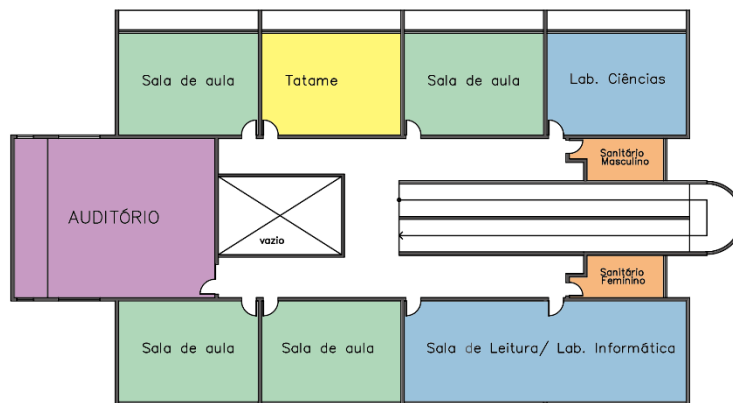 Sala de aula
Tatame
Sala de aula
Lab. Ciências
Sanitário
Masculino
AUDITÓRIO
vazio
Sanitário
Feminino
Sala de aula
Sala de aula
Sala de Leitura/ Lab. Informática